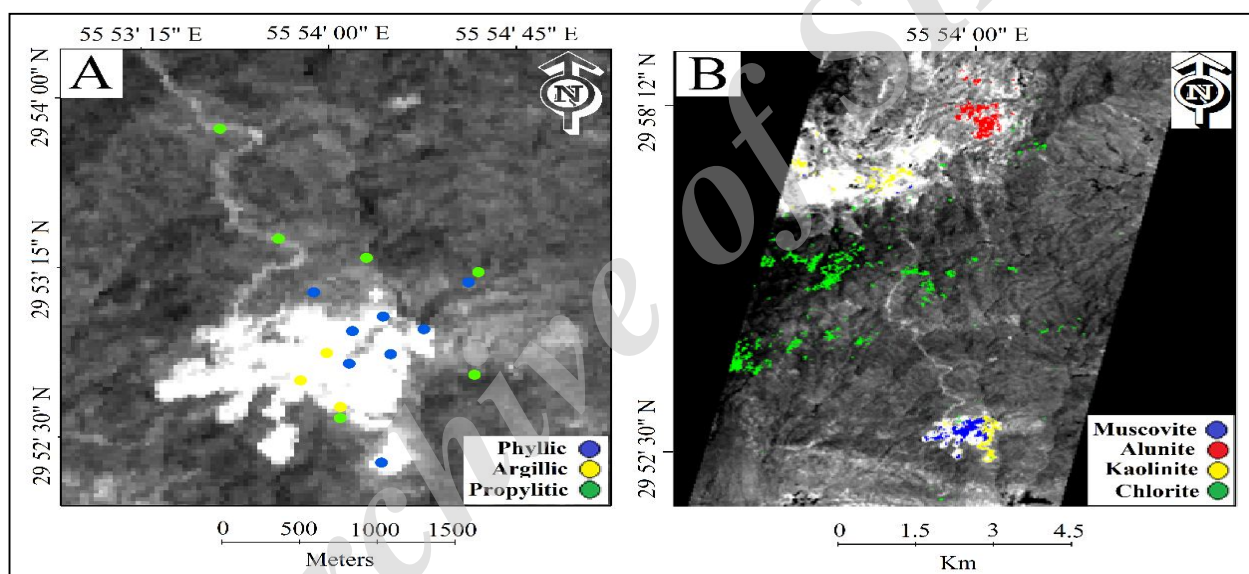 55 53' 15" E 55 54' 00" E 55 54' 45" E
A
N
29 54' 00" N
29 53' 15" N
29 52' 30" N
Phyllic
Argillic
Propylitic
0 500 1000 1500
Meters
55 54' 00" E
B
N
29 58' 12" N
29 52' 30" N
Muscovite
Alunite
Kaolinite
Chlorite
0 1.5 3 4.5
Km
chive of S